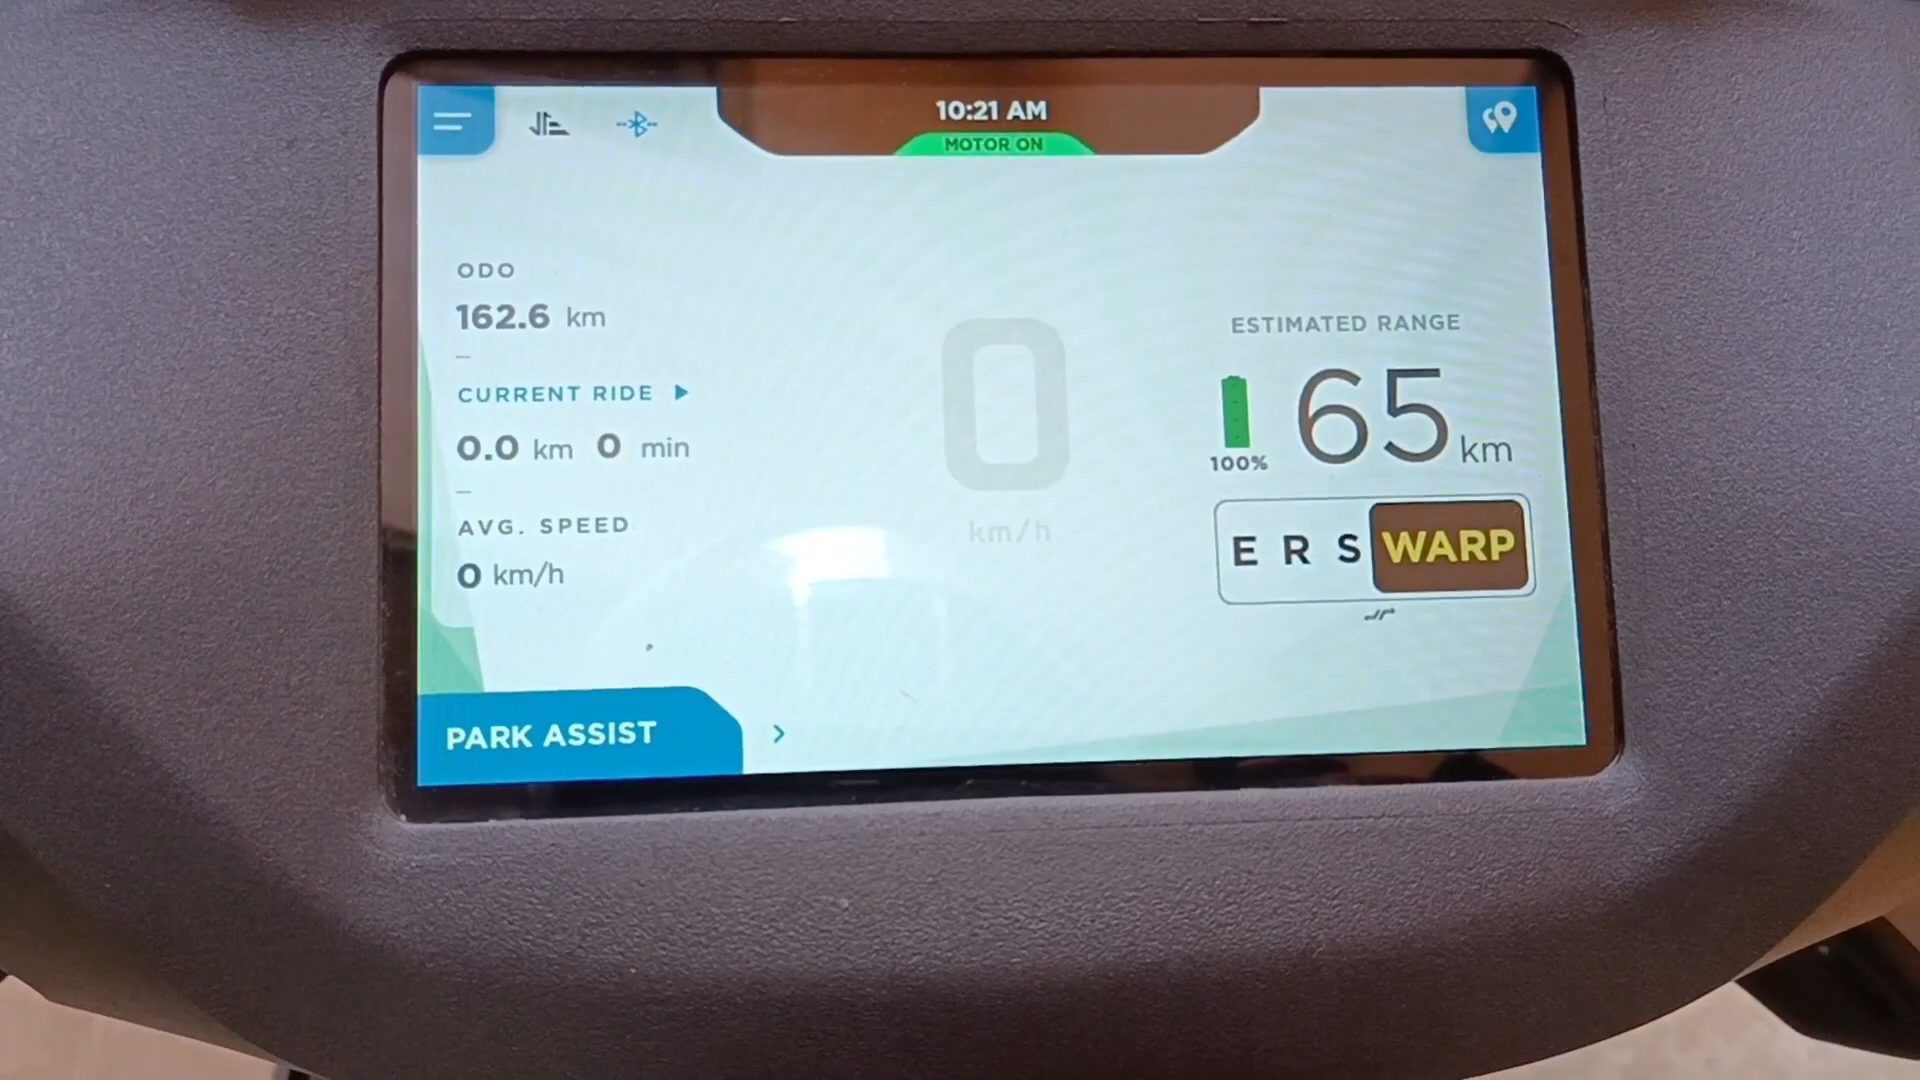 10:21 AM
MOTOR ON
ODO
162.6 km
CURRENT RIDE
0.0 km 0 min
AVG. SPEED
0 km/h
0
km/h
ESTIMATED RANGE
100%
65 km
E R S WARP
PARK ASSIST